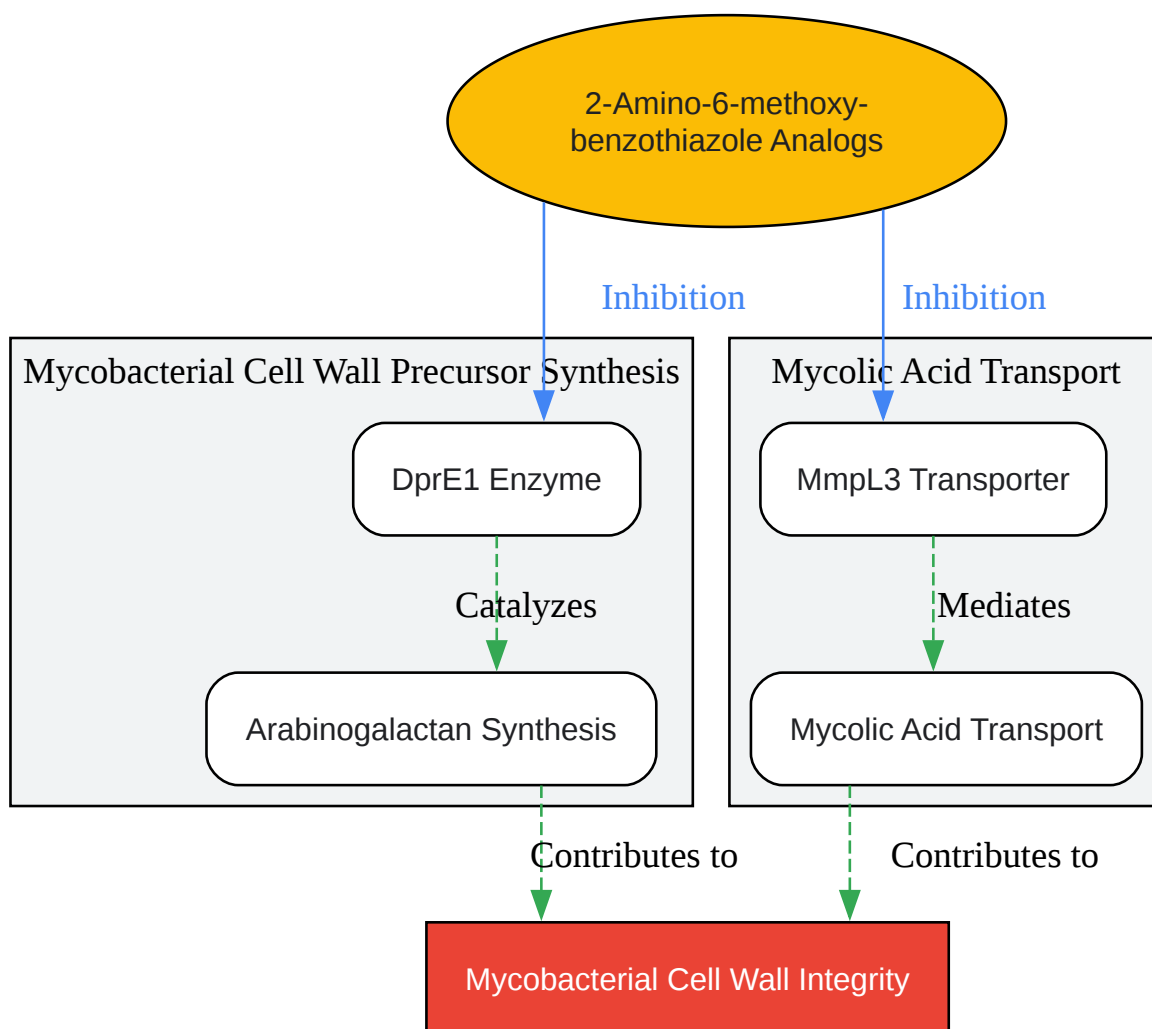 2-Amino-6-methoxy-
benzothiazole Analogs
Inhibition
Inhibition
Mycobacterial Cell Wall Precursor Synthesis
Mycolic Acid Transport
DprE1 Enzyme
MmpL3 Transporter
Catalyzes
Mediates
Arabinogalactan Synthesis
Mycolic Acid Transport
Contributes to
Contributes to
Mycobacterial Cell Wall Integrity